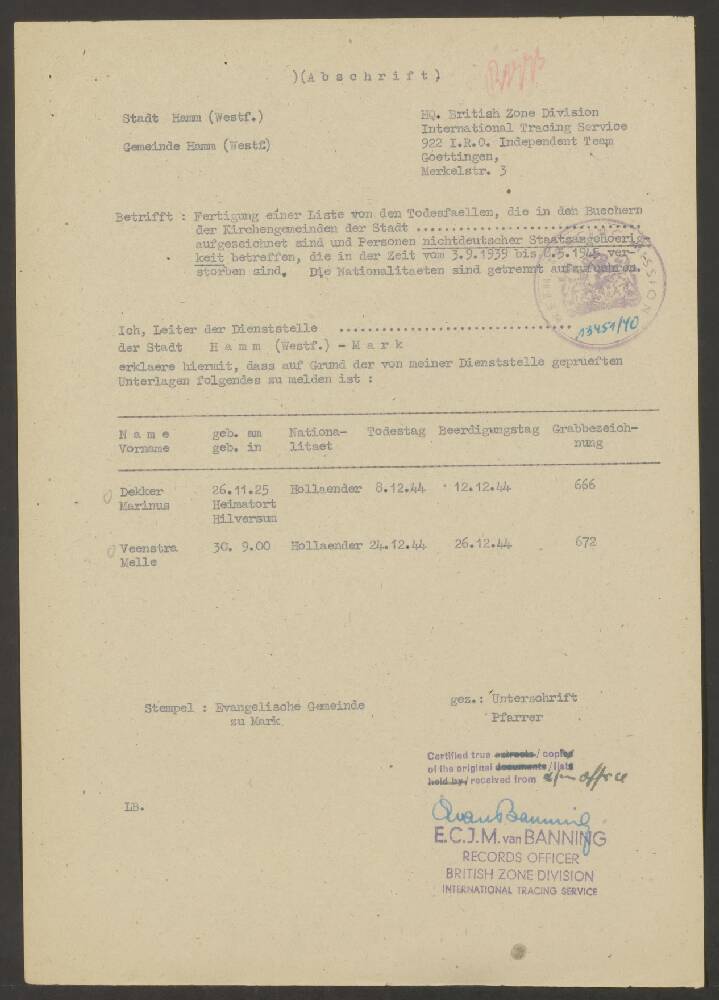 )(Abschrift)
Stadt Hamm (Westf.)
Gemeinde Hamm (Westf.)
HQ. British Zone Division
International Tracing Service
922 I.R.O. Independent Team
Goettingen,
Merkelstr. 3
Betrifft : Fertigung einer Liste von den Todesfaellen, die in den Buechern
der Kirchengemeinden der Stadt ..............................
aufgezeichnet sind und Personen nichtdeutscher Staatsangehoerig-
keit betreffen, die in der Zeit vom 3.9.1939 bis 8.5.1945 ver-
storben sind. Die Nationalitaeten sind getrennt aufzufuehren.
13451/40
Ich, Leiter der Dienststelle ..............................
der Stadt Hamm (Westf.) - Mark
erklaere hiermit, dass auf Grund der von meiner Dienststelle geprueften
Unterlagen folgendes zu melden ist :
Name geb. am Nationa- Todestag Beerdigungstag Grabbezeich-
Vorname geb. in litaet nung
Dekker 26.11.25 Hollaender 8.12.44 12.12.44 666
Marinus Heimatort
Hilversum
Veenstra 30. 9.00 Hollaender 24.12.44 26.12.44 672
Melle
Stempel : Evangelische Gemeinde
zu Mark
gez.: Unterschrift
Pfarrer
Certified true extracts / copies
of the original documents / lists
held by / received from office
LB.
E.C.J.M. van BANNING
RECORDS OFFICER
BRITISH ZONE DIVISION
INTERNATIONAL TRACING SERVICE